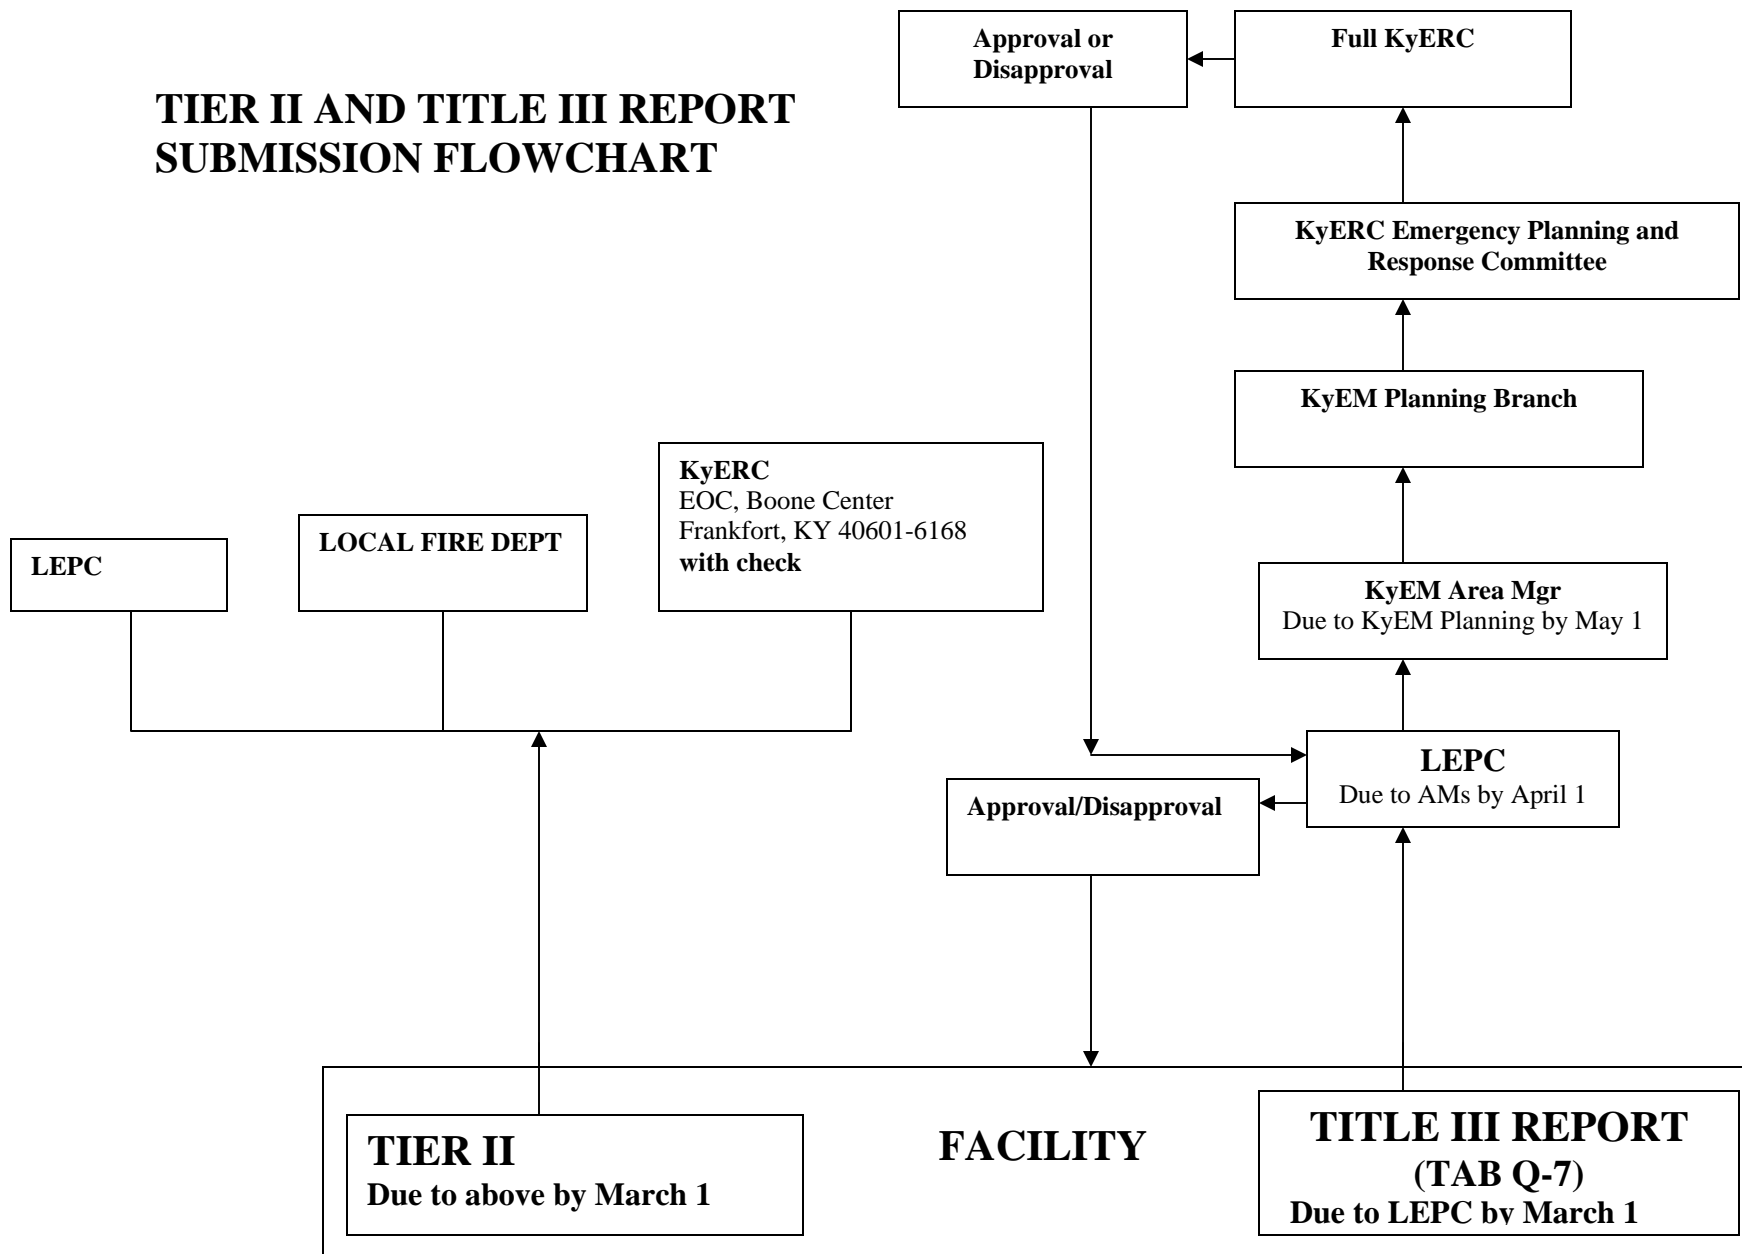 TIER II AND TITLE III REPORT
SUBMISSION FLOWCHART
Approval or
Disapproval
Full KyERC
KyERC Emergency Planning and
Response Committee
KyEM Planning Branch
KyEM Area Mgr
Due to KyEM Planning by May 1
LEPC
Due to AMs by April 1
Approval/Disapproval
LEPC
LOCAL FIRE DEPT
KyERC
EOC, Boone Center
Frankfort, KY 40601-6168
with check
TIER II
Due to above by March 1
FACILITY
TITLE III REPORT
(TAB Q-7)
Due to LEPC by March 1